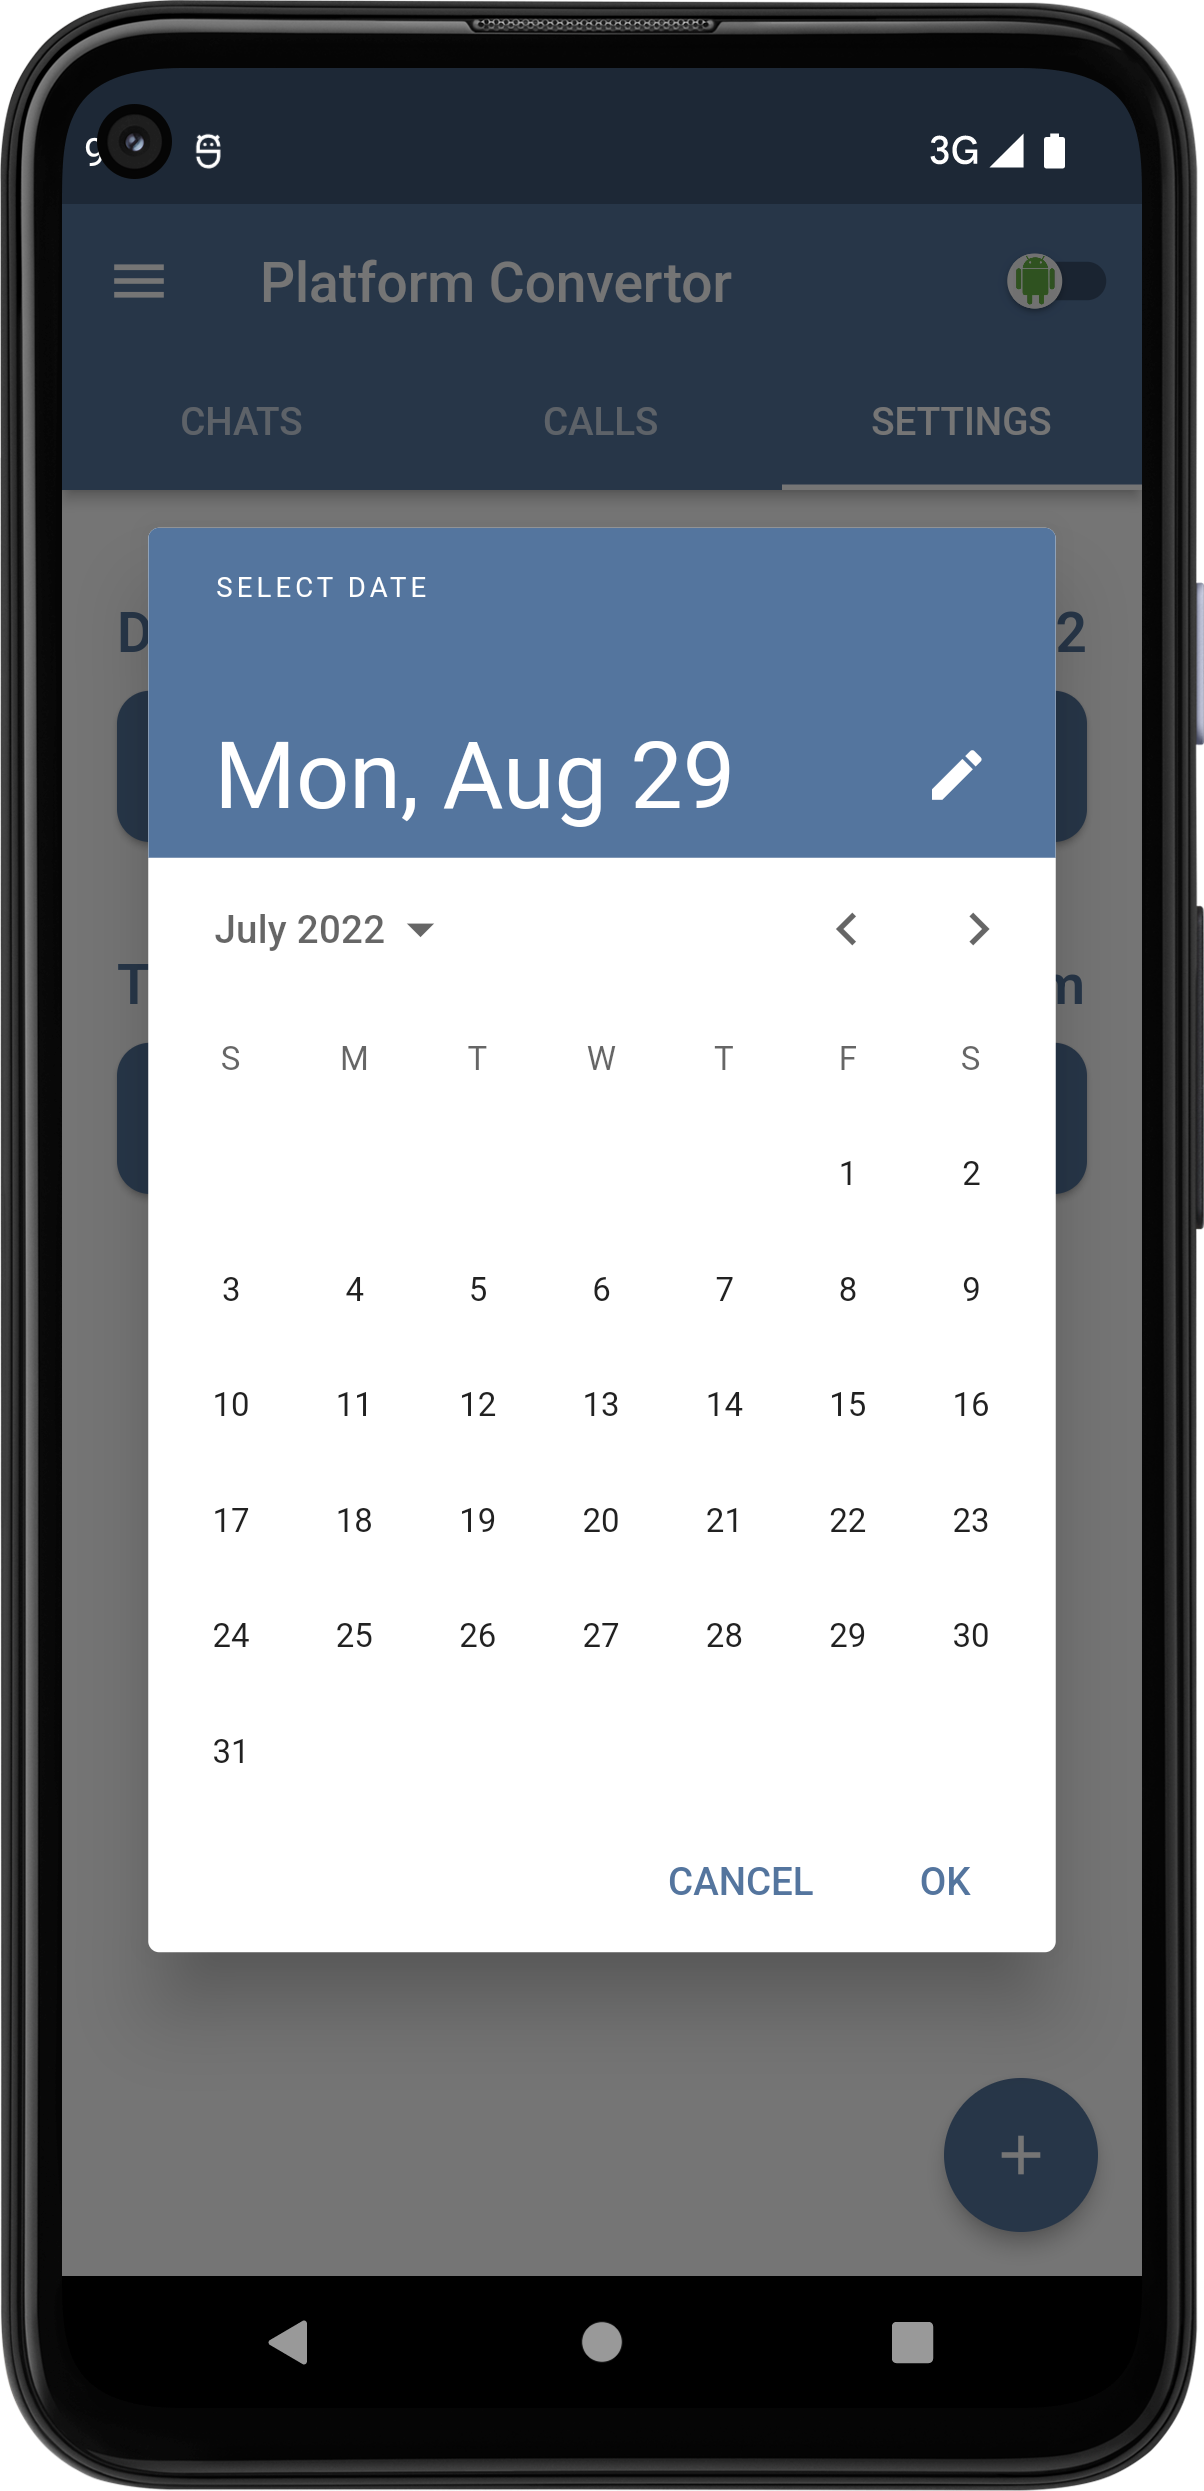 3G
Platform Convertor
CHATS CALLS SETTINGS
SELECT DATE
Mon, Aug 29
July 2022
S M T W T F S
1 2
3 4 5 6 7 8 9
10 11 12 13 14 15 16
17 18 19 20 21 22 23
24 25 26 27 28 29 30
31
CANCEL OK